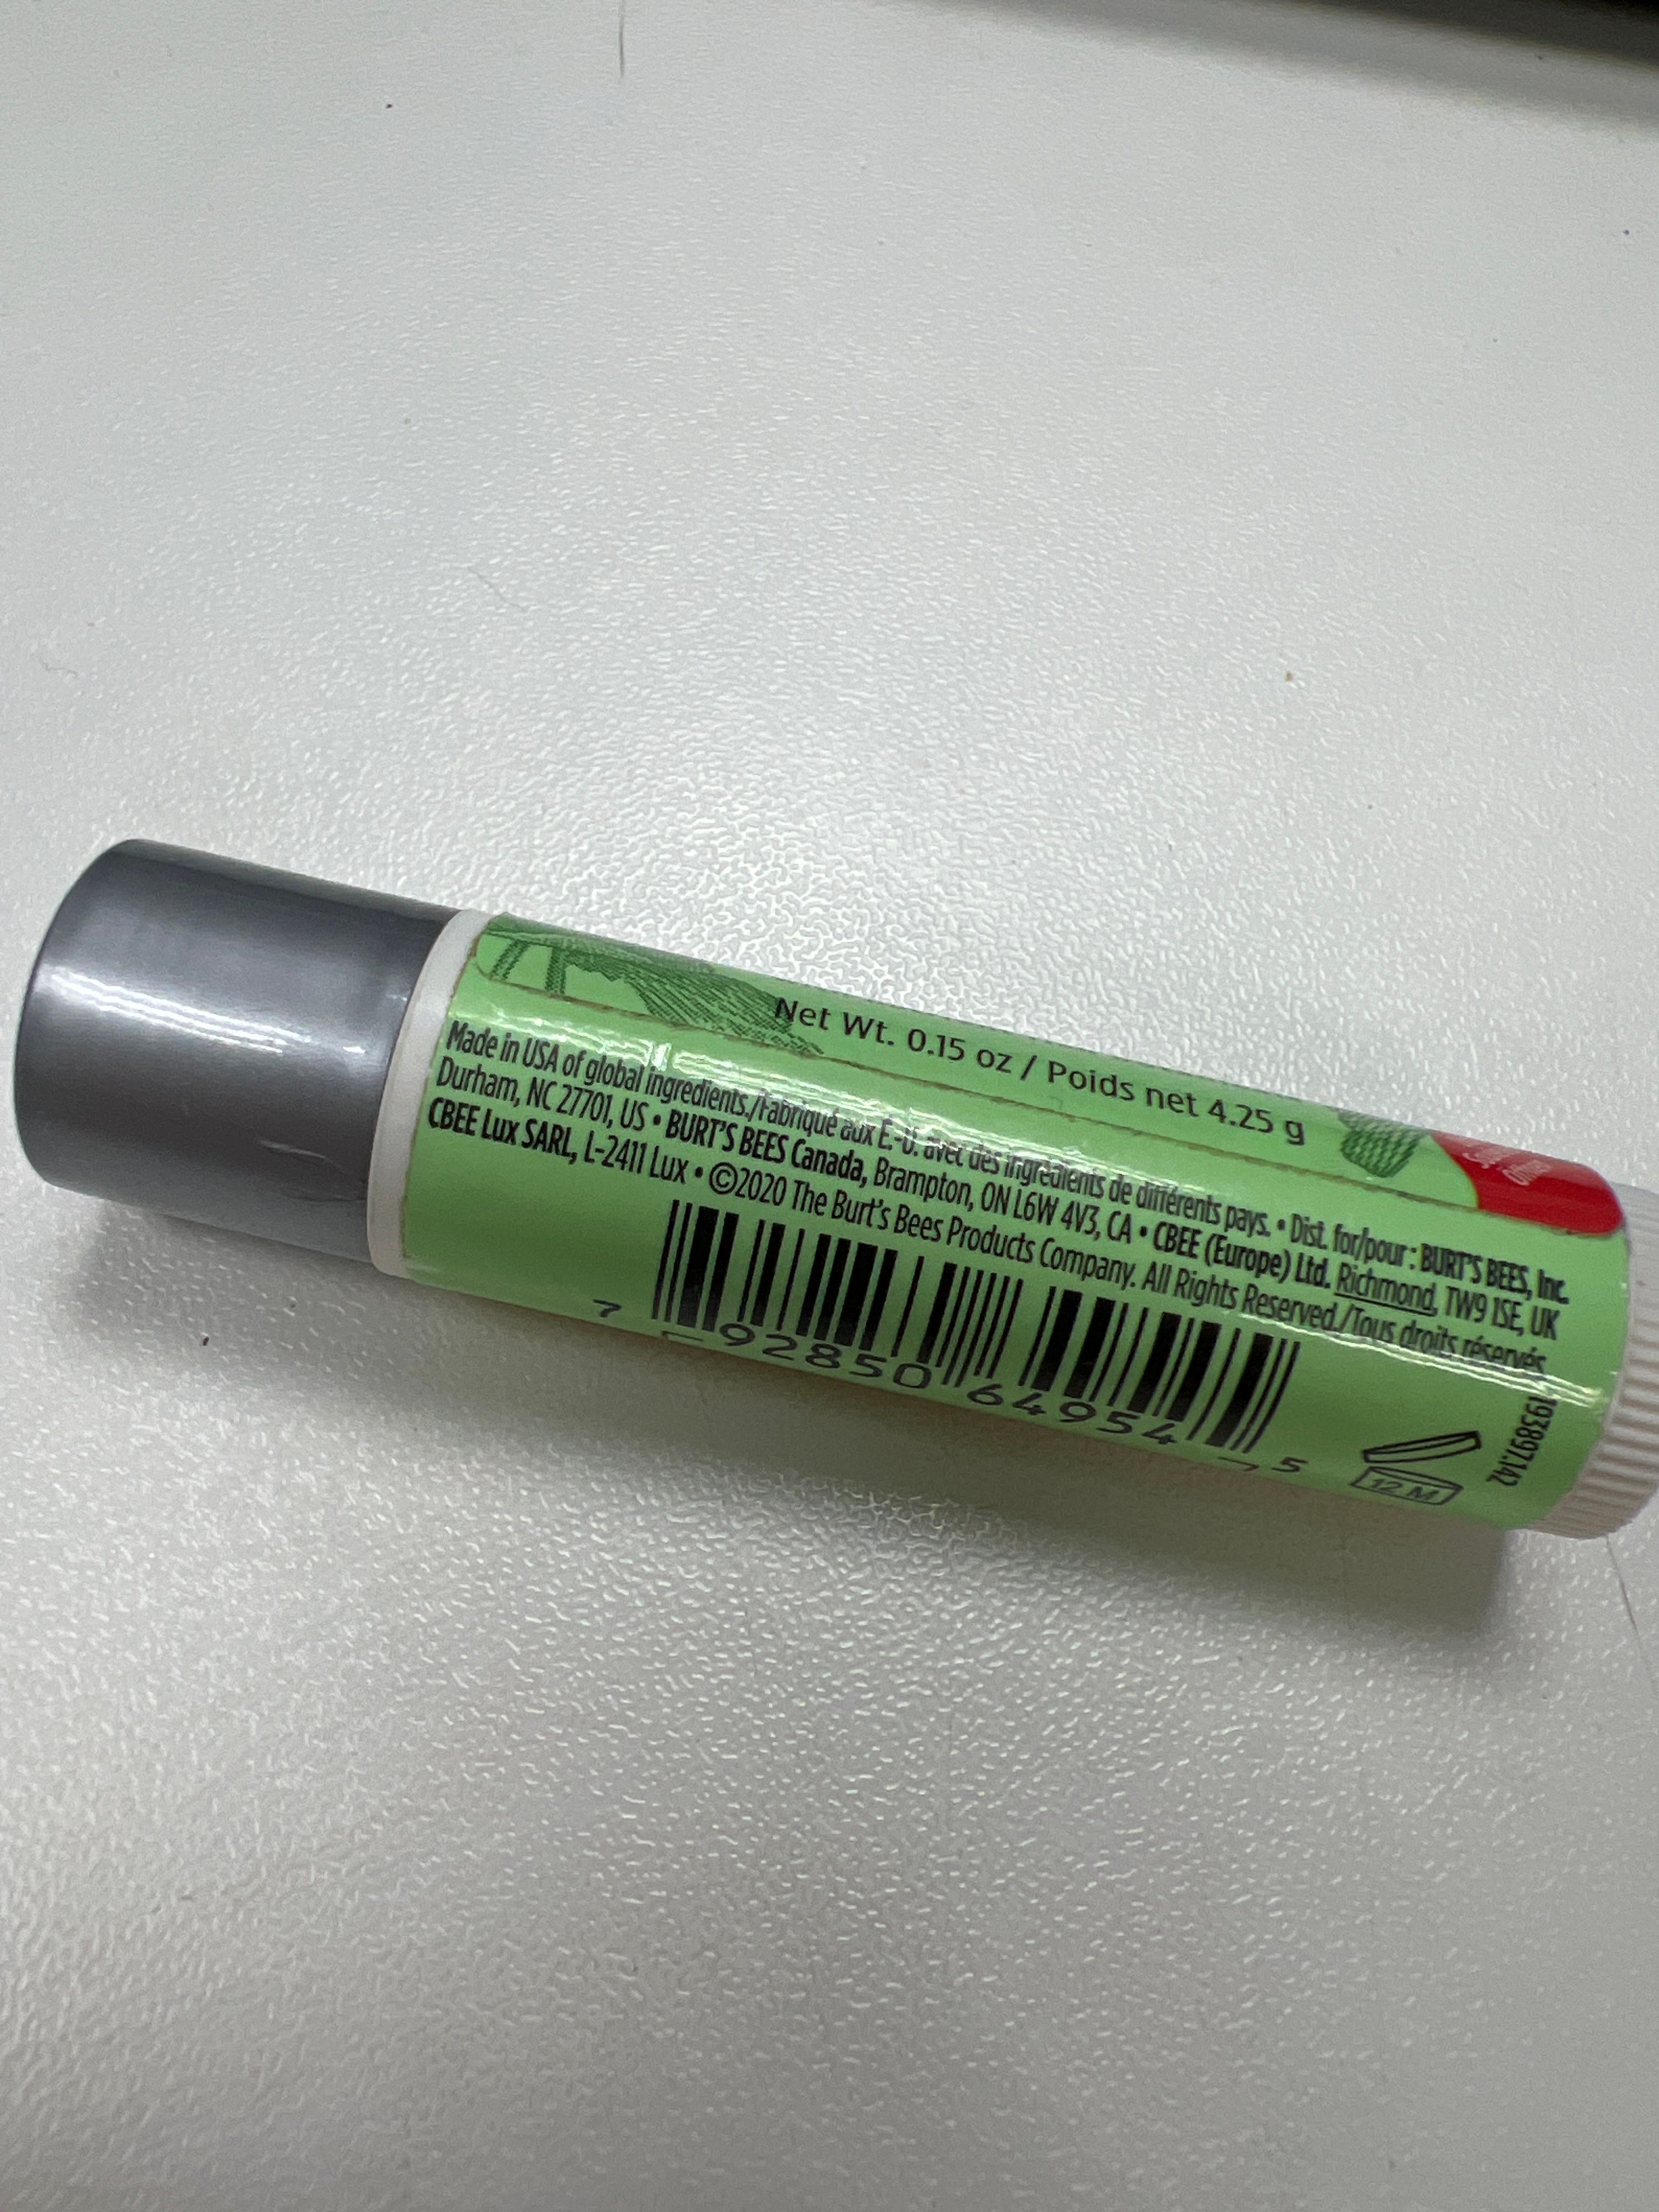 Net Wt. 0.15 oz / Poids net 4.25 g
Made in USA of global ingredients./Fabriqué aux É.-U. avec des ingrédients de différents pays. • Dist. for/pour : BURT'S BEES, Inc.
Durham, NC 27701, US • BURT'S BEES Canada, Brampton, ON L6W 4V3, CA • CBEE (Europe) Ltd. Richmond, TW9 1SE, UK
CBEE Lux SARL, L-2411 Lux • ©2020 The Burt's Bees Products Company. All Rights Reserved./Tous droits réservés.
7 92850 64954 5
12 M
193897.142